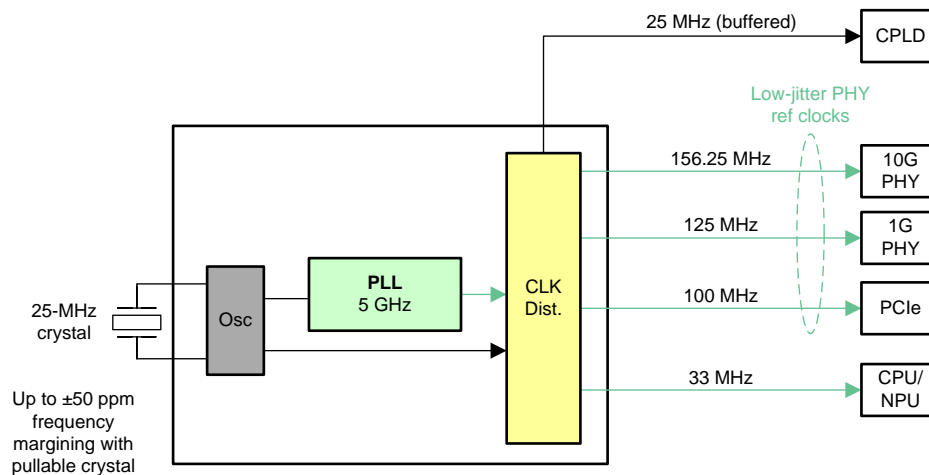 25 MHz (buffered)
CPLD
Low-jitter PHY
ref clocks
156.25 MHz
10G
PHY
125 MHz
1G
PHY
PLL
5 GHz
CLK
Dist.
100 MHz
PCIe
25-MHz
crystal
Osc
33 MHz
CPU/
NPU
Up to ±50 ppm
frequency
margining with
pullable crystal